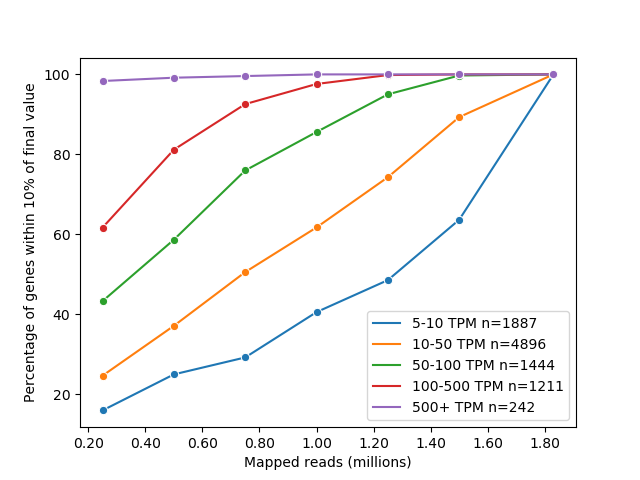 100
80
60
40
20
Percentage of genes within 10% of final value
5-10 TPM n=1887
10-50 TPM n=4896
50-100 TPM n=1444
100-500 TPM n=1211
500+ TPM n=242
0.20 0.40 0.60 0.80 1.00 1.20 1.40 1.60 1.80
Mapped reads (millions)